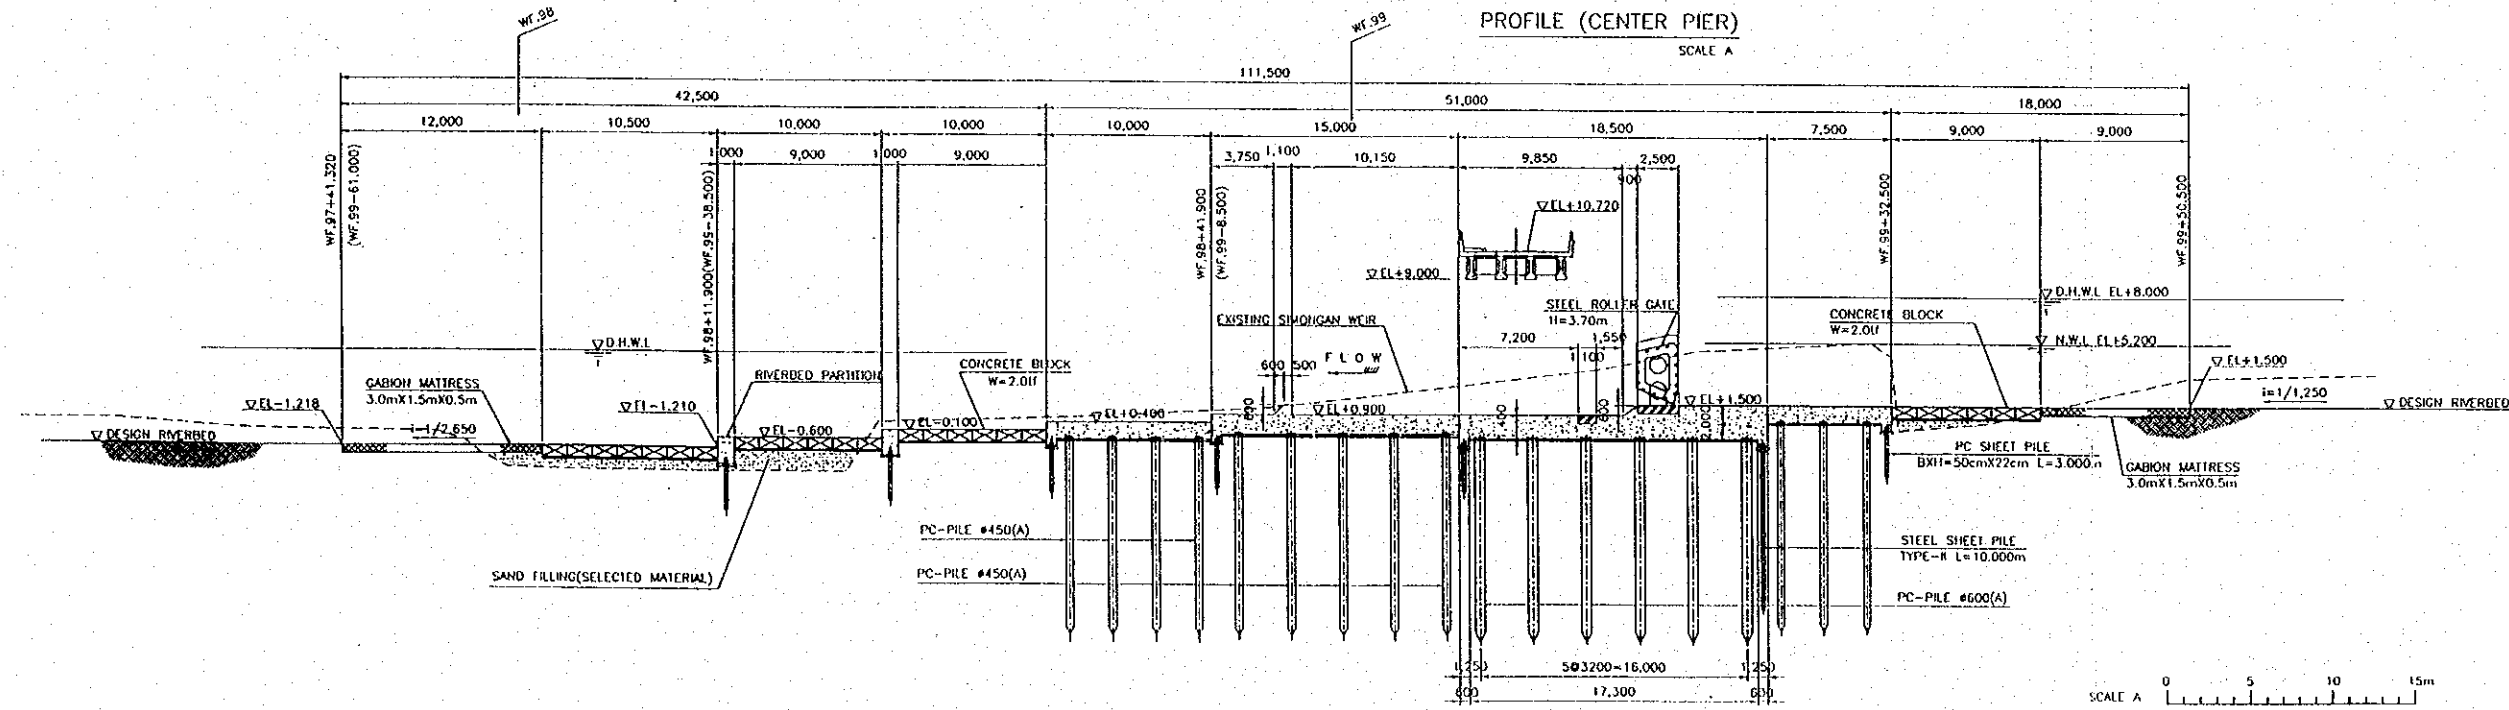 WF.98
WF.99
PROFILE (CENTER PIER)
SCALE A
111,500
42,500
51,000
18,000
12,000
10,500
10,000
10,000
10,000
15,000
18,500
7,500
9,000
9,000
1,000
9,000
1,000
9,000
3,750
1,100
10,150
9,850
2,500
900
WF.97+41.320
(WF.99-61.000)
WF.98+11.900(WF.99-38.500)
WF.98+41.900
(WF.99-8.500)
WF.99+32.500
WF.99+50.500
EL+10.720
EL+9.000
STEEL ROLLER GATE
H=3.70m
EXISTING SIMONGAN WEIR
7,200
1,550
1,100
FLOW
600 500
800
D.H.W.L EL+8.000
CONCRETE BLOCK
W=2.0tf
N.W.L EL+5.200
EL+1.500
i=1/1,250
DESIGN RIVERBED
D.H.W.L
GABION MATTRESS
3.0mX1.5mX0.5m
RIVERBED PARTITION
CONCRETE BLOCK
W=2.0tf
EL-1.218
EL-1.210
i=1/2,650
DESIGN RIVERBED
EL-0.600
EL-0.100
EL+0.400
EL+0.900
EL+1.500
400
2,000
PC SHEET PILE
BXH=50cmX22cm L=3.000m
GABION MATTRESS
3.0mX1.5mX0.5m
PC-PILE ø450(A)
PC-PILE ø450(A)
SAND FILLING(SELECTED MATERIAL)
STEEL SHEET PILE
L=10.000m
PC-PILE ø600(A)
1,250
5@3200=16,000
1,250
600
17,300
600
SCALE A
0 5 10 15m